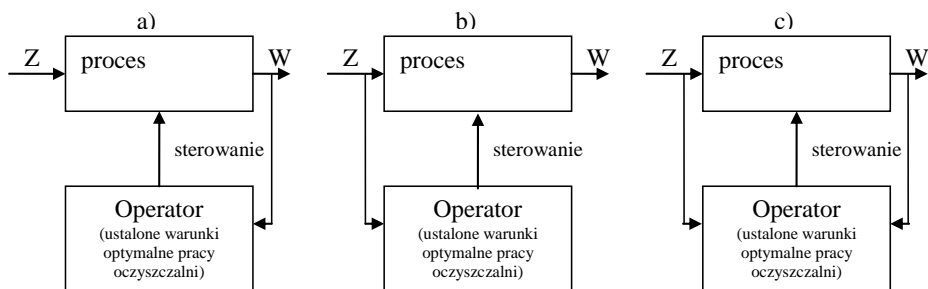 a)
Z
proces
W
sterowanie
Operator
(ustalone warunki
optymalne pracy
oczyszczalni)
b)
Z
proces
W
sterowanie
Operator
(ustalone warunki
optymalne pracy
oczyszczalni)
c)
Z
proces
W
sterowanie
Operator
(ustalone warunki
optymalne pracy
oczyszczalni)